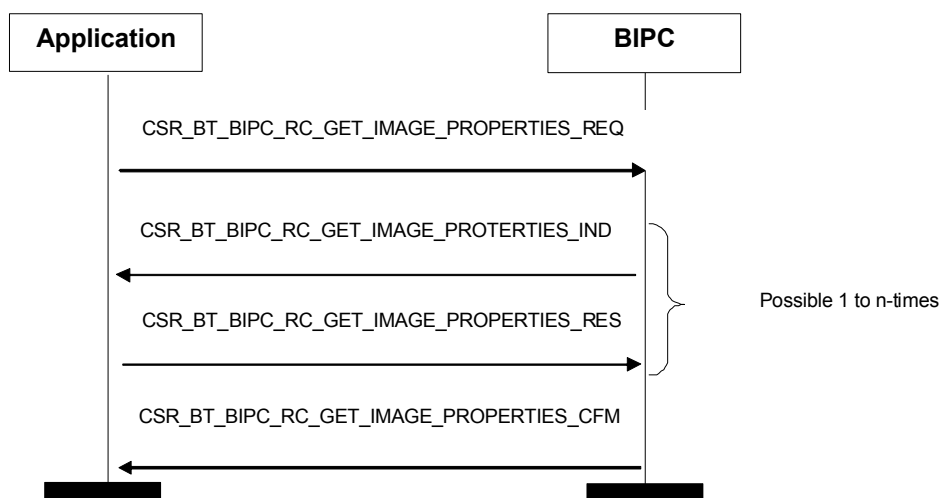 Application
BIPC
CSR_BT_BIPC_RC_GET_IMAGE_PROPERTIES_REQ
CSR_BT_BIPC_RC_GET_IMAGE_PROTERTIES_IND
Possible 1 to n-times
CSR_BT_BIPC_RC_GET_IMAGE_PROPERTIES_RES
CSR_BT_BIPC_RC_GET_IMAGE_PROPERTIES_CFM